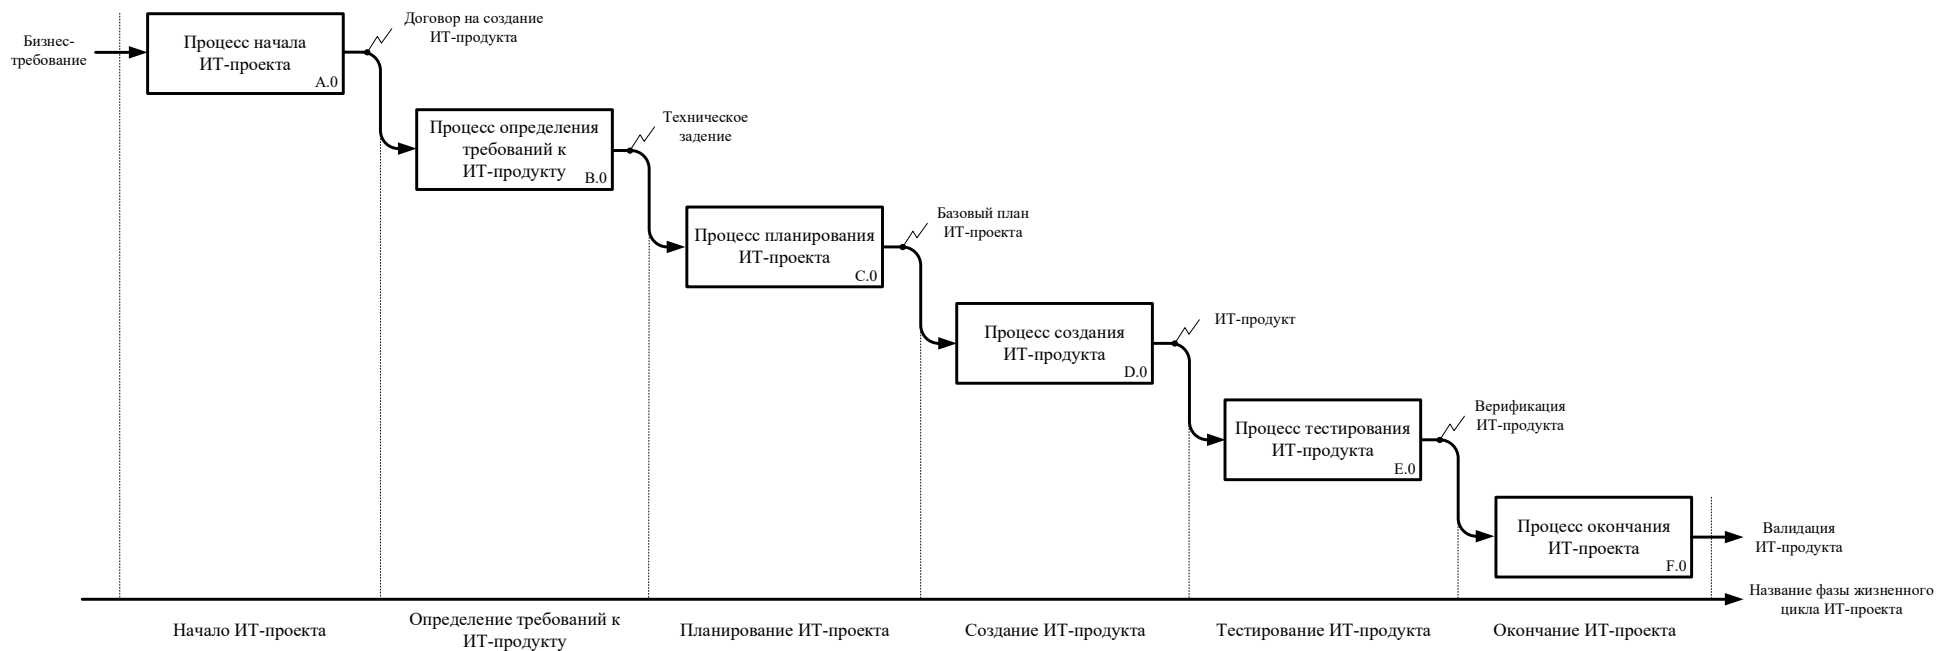 Бизнес-
требование
Процесс начала
ИТ-проекта
A.0
Договор на создание
ИТ-продукта
Процесс определения
требований к
ИТ-продукту
B.0
Техническое
задение
Процесс планирования
ИТ-проекта
C.0
Базовый план
ИТ-проекта
Процесс создания
ИТ-продукта
D.0
ИТ-продукт
Процесс тестирования
ИТ-продукта
E.0
Верификация
ИТ-продукта
Процесс окончания
ИТ-проекта
F.0
Валидация
ИТ-продукта
Название фазы жизненного
цикла ИТ-проекта
Начало ИТ-проекта
Определение требований к
ИТ-продукту
Планирование ИТ-проекта
Создание ИТ-продукта
Тестирование ИТ-продукта
Окончание ИТ-проекта